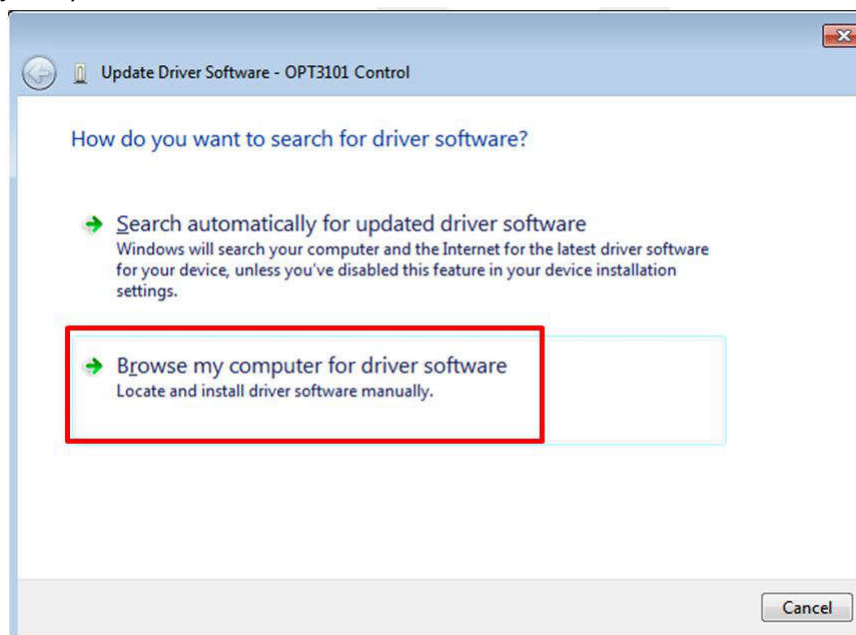 Update Driver Software - OPT3101 Control
How do you want to search for driver software?
Search automatically for updated driver software
Windows will search your computer and the Internet for the latest driver software
for your device, unless you've disabled this feature in your device installation
settings.
Browse my computer for driver software
Locate and install driver software manually.
Cancel